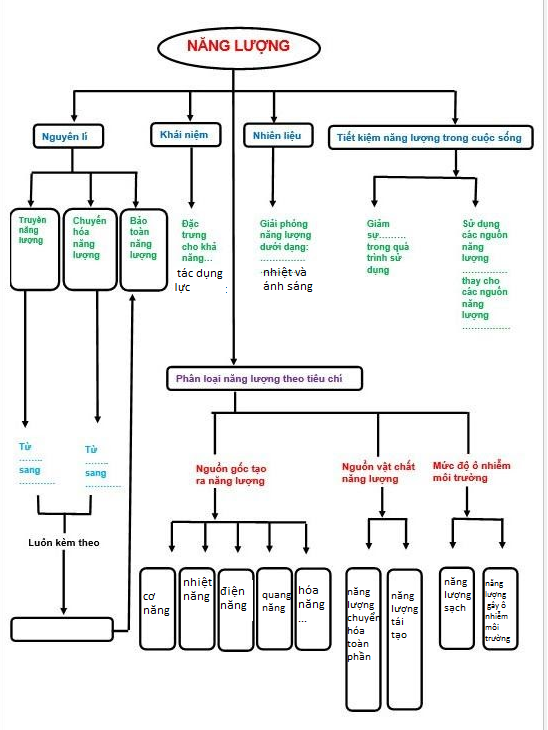 NĂNG LƯỢNG
Nguyên lí
Khái niệm
Nhiên liệu
Tiết kiệm năng lượng trong cuộc sống
Truyền
năng
lượng
Chuyển
hóa
năng
lượng
Bảo
toàn
năng
lượng
Đặc
trưng
cho khả
năng...
tác dụng
lực
:
Giải phóng
năng lượng
dưới dạng:
...............
nhiệt và
ánh sáng
Giảm
sự.........
trong quá
trình sử
dụng
Sử dụng
các nguồn
năng
lượng
...............
thay cho
các nguồn
năng
lượng
...............
Phân loại năng lượng theo tiêu chí
Từ
........
sang
............
Từ
........
sang
............
Luôn kèm theo
Nguồn gốc tạo
ra năng lượng
Nguồn vật chất
năng lượng
Mức độ ô nhiễm
môi trường
cơ
năng
nhiệt
năng
điện
năng
quang
năng
hóa
năng
...
năng
lượng
chuyển
hóa
toàn
phần
năng
lượng
tái
tạo
năng
lượng
sạch
năng
lượng
gây ô
nhiễm
môi
trường